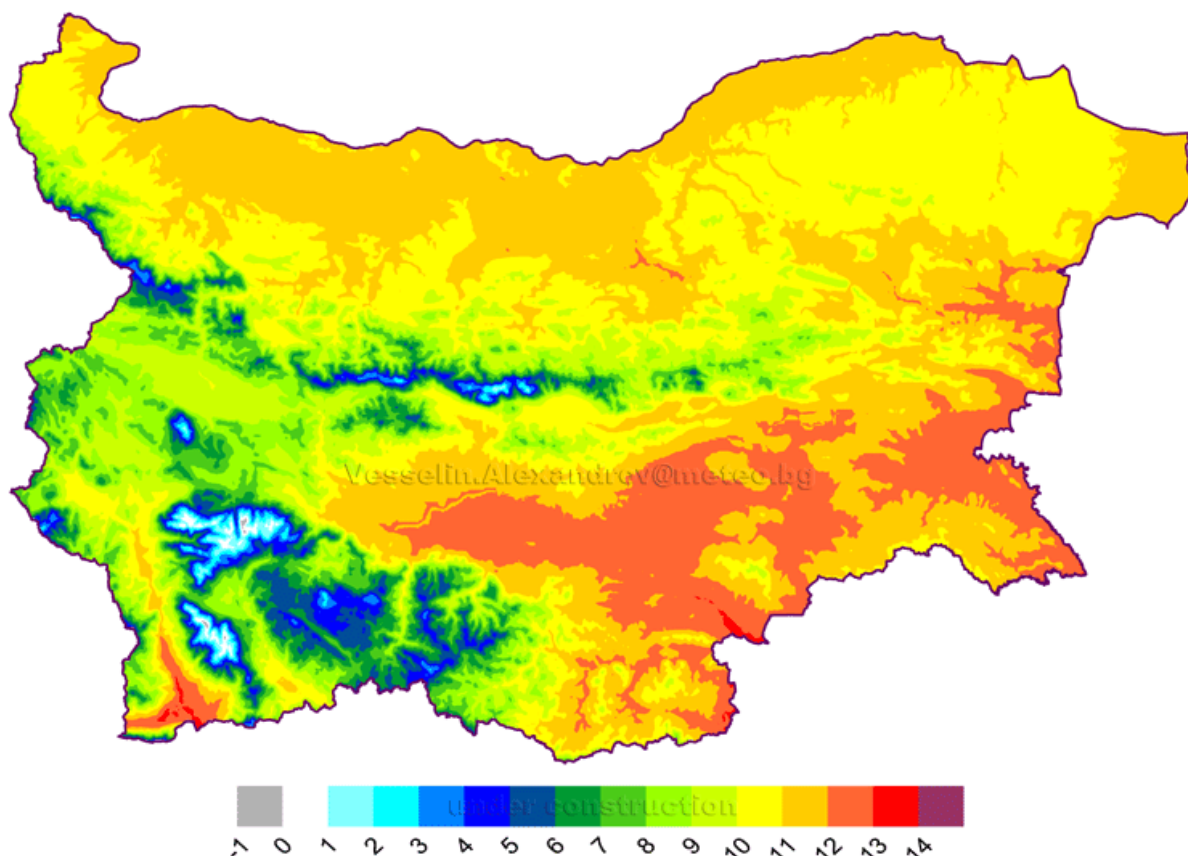 Vesselin.Alexandrov@meteo.bg
under construction
-1 0 1 2 3 4 5 6 7 8 9 10 11 12 13 14